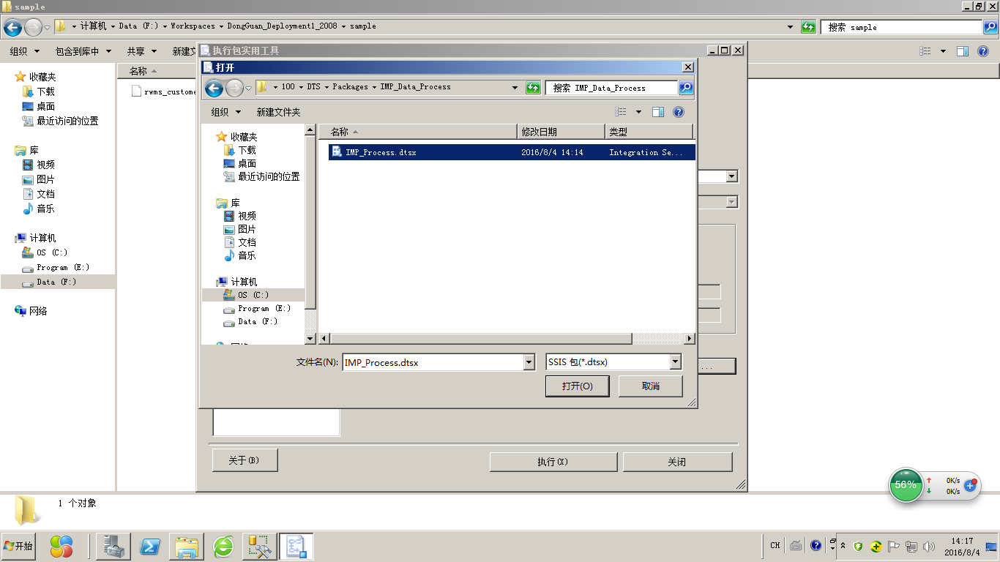 sample
计算机 Data (F:) Workspaces DongGuan_Deployment1_2008 sample
搜索 sample
组织 包含到库中 共享 新建文
执行包实用工具
打开
100 DTS Packages IMP_Data_Process
搜索 IMP_Data_Process
组织 新建文件夹
收藏夹
下载
桌面
最近访问的位置
库
视频
图片
文档
音乐
计算机
OS (C:)
Program (E:)
Data (F:)
网络
名称
rwms_custome
收藏夹
下载
桌面
最近访问的位置
库
视频
图片
文档
音乐
计算机
OS (C:)
Program (E:)
Data (F:)
名称 修改日期 类型
IMP_Process.dtsx 2016/8/4 14:14 Integration Se...
文件名(N): IMP_Process.dtsx SSIS 包(*.dtsx)
打开(O) 取消
...
关于(B) 执行(X) 关闭
56% 0K/s
0K/s
1 个对象
开始
CH 14:17
2016/8/4